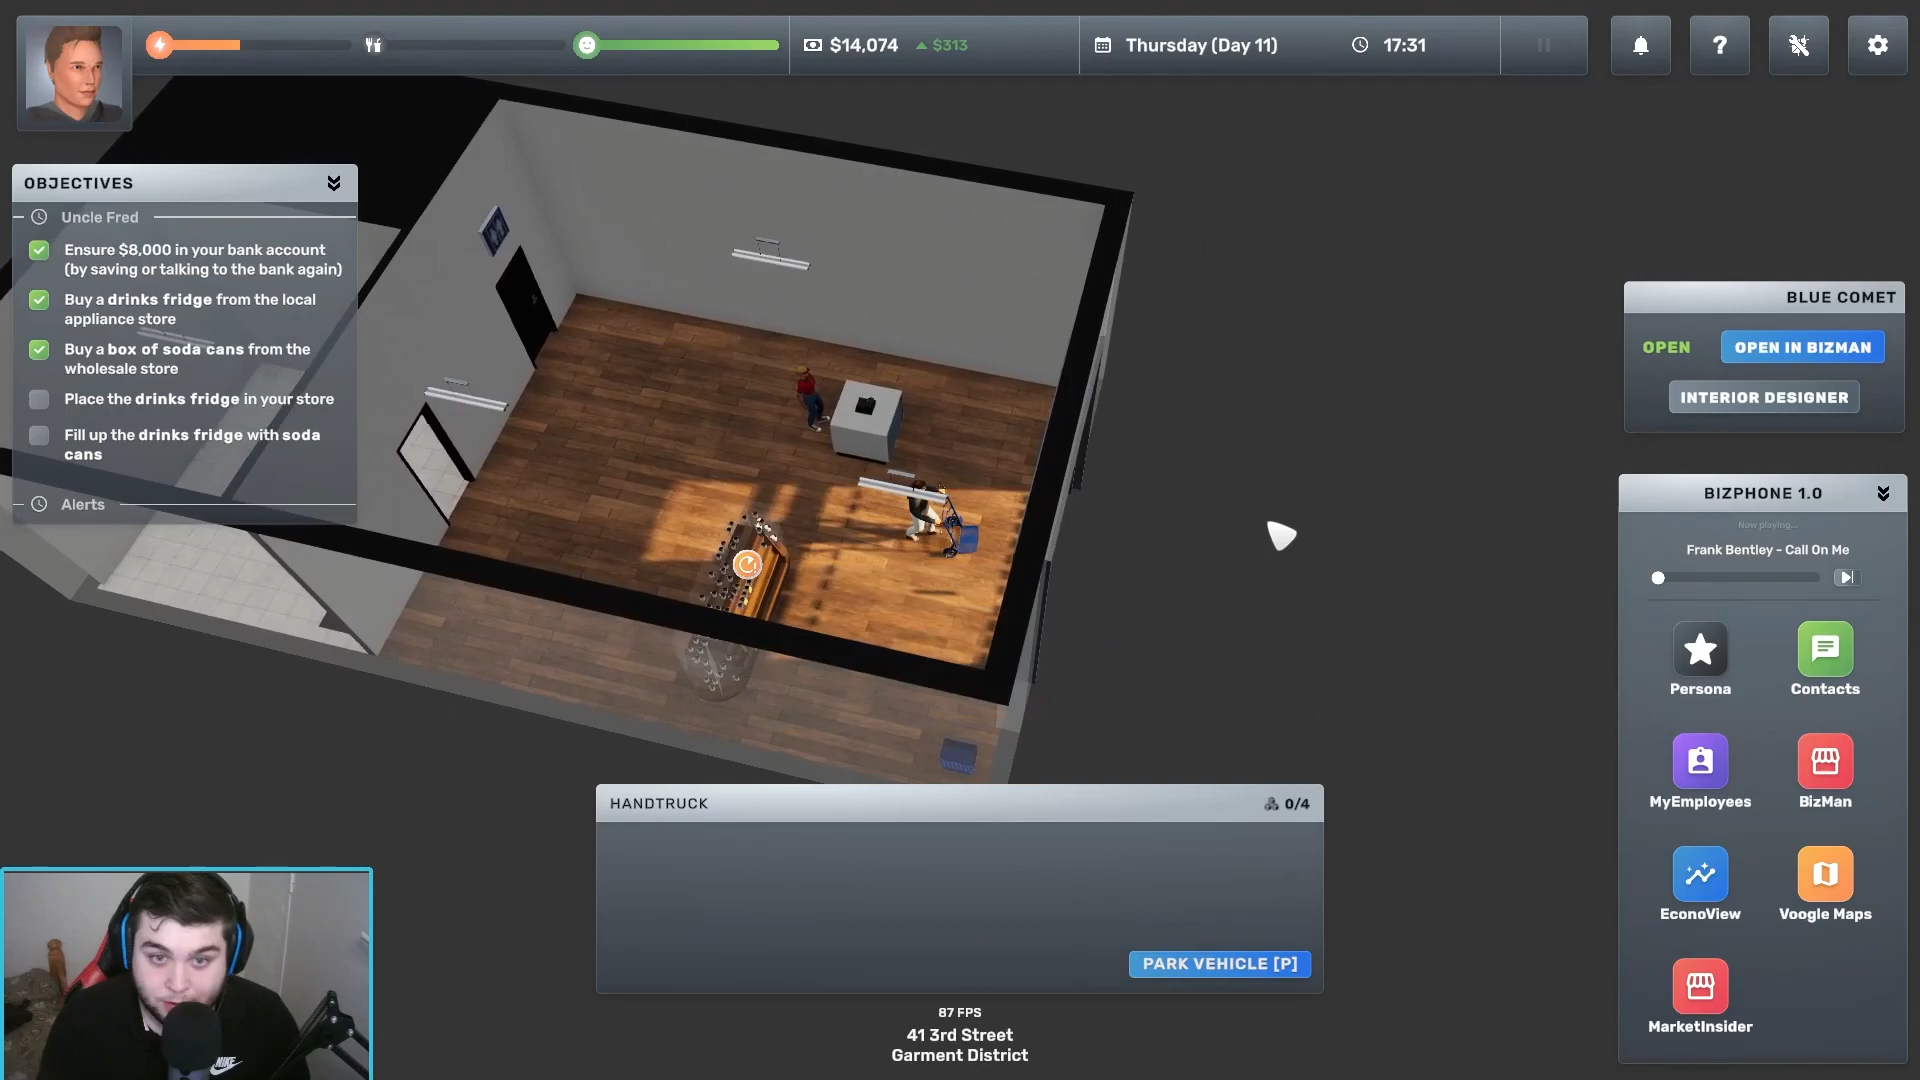 $14,074
$313
Thursday (Day 11)
17:31
OBJECTIVES
Uncle Fred
Ensure $8,000 in your bank account
(by saving or talking to the bank again)
Buy a drinks fridge from the local
appliance store
Buy a box of soda cans from the
wholesale store
Place the drinks fridge in your store
Fill up the drinks fridge with soda
cans
Alerts
BLUE COMET
OPEN
OPEN IN BIZMAN
INTERIOR DESIGNER
BIZPHONE 1.0
Now playing...
Frank Bentley - Call On Me
Persona
Contacts
MyEmployees
BizMan
EconoView
Voogle Maps
MarketInsider
HANDTRUCK
0/4
PARK VEHICLE [P]
87 FPS
41 3rd Street
Garment District
NIKE